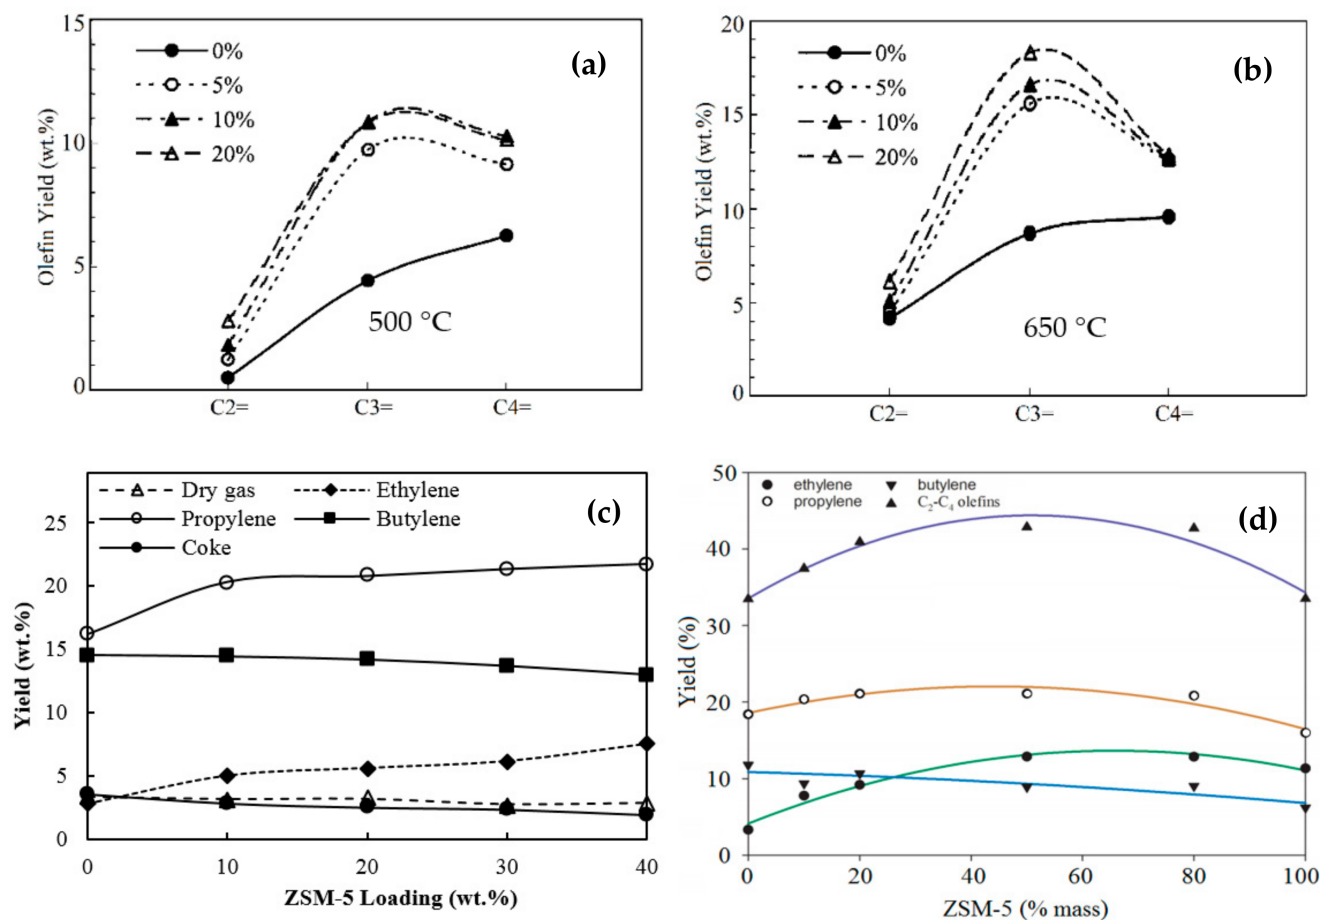 15
10
5
0
Olefin Yield (wt.%)
0%
5%
10%
20%
(a)
500 °C
C2=
C3=
C4=
20
15
10
5
0
Olefin Yield (wt.%)
0%
5%
10%
20%
(b)
650 °C
C2=
C3=
C4=
Dry gas
Ethylene
Propylene
Butylene
Coke
(c)
25
20
15
10
5
0
Yield (wt.%)
0 10 20 30 40
ZSM-5 Loading (wt.%)
50
40
30
20
10
0
Yield (%)
ethylene
butylene
propylene
C₂-C₄ olefins
(d)
0 20 40 60 80 100
ZSM-5 (% mass)